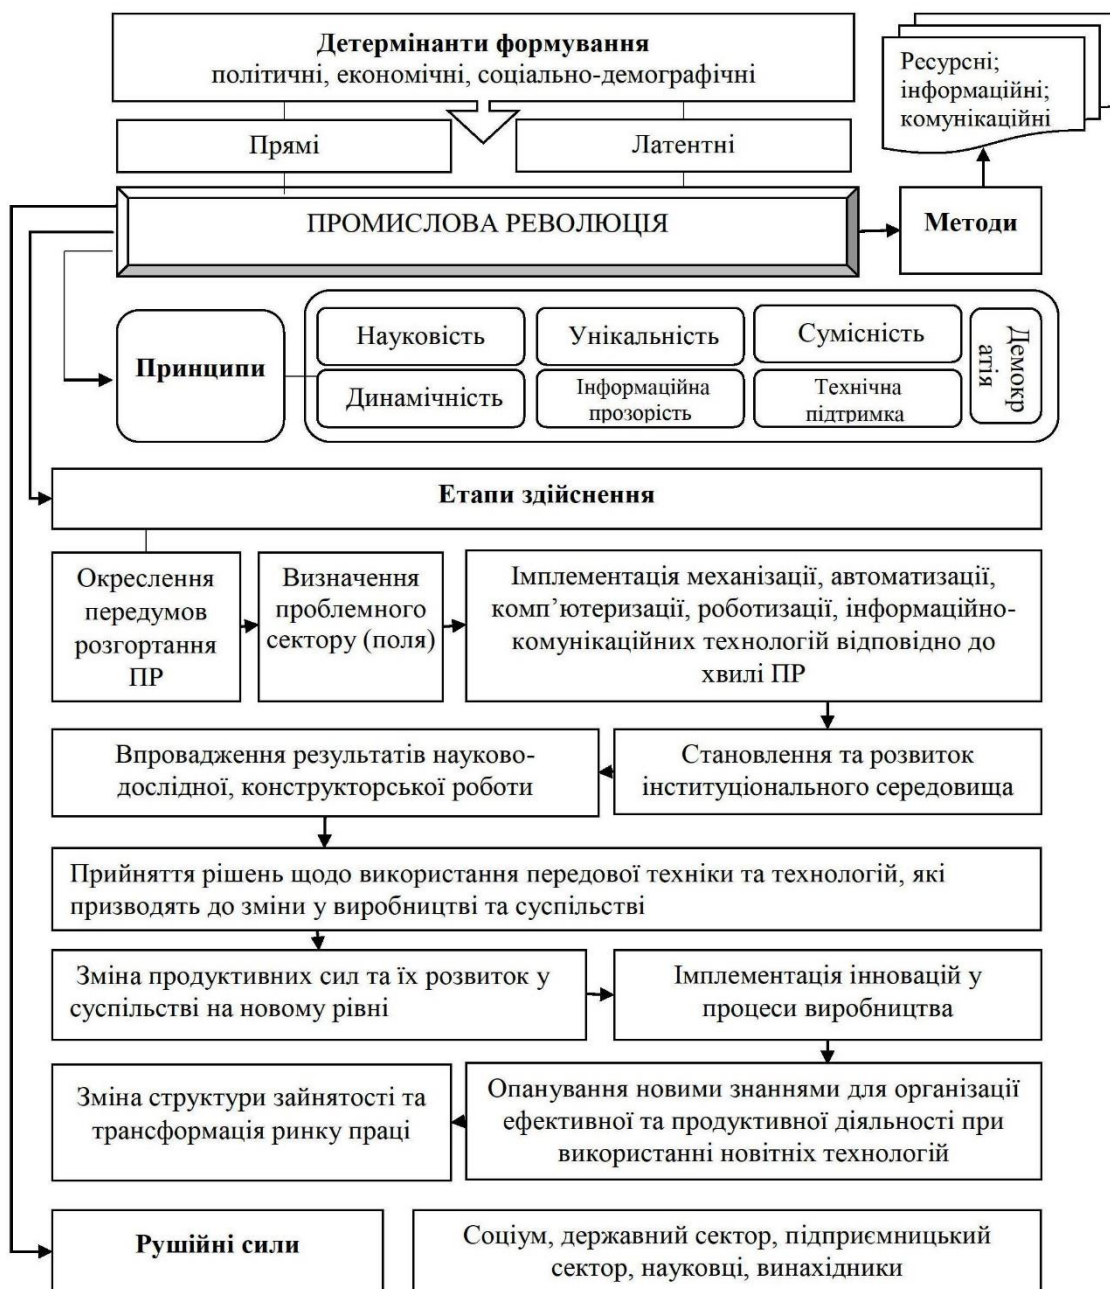 Детермінанти формування
політичні, економічні, соціально-демографічні
Ресурсні;
інформаційні;
комунікаційні
Прямі
Латентні
ПРОМИСЛОВА РЕВОЛЮЦІЯ
Методи
Принципи
Науковість
Унікальність
Сумісність
Демокр
атія
Динамічність
Інформаційна
прозорість
Технічна
підтримка
Етапи здійснення
Окреслення
передумов
розгортання
ПР
Визначення
проблемного
сектору (поля)
Імплементація механізації, автоматизації,
комп’ютеризації, роботизації, інформаційно-
комунікаційних технологій відповідно до
хвилі ПР
Впровадження результатів науково-
дослідної, конструкторської роботи
Становлення та розвиток
інституціонального середовища
Прийняття рішень щодо використання передової техніки та технологій, які
призводять до зміни у виробництві та суспільстві
Зміна продуктивних сил та їх розвиток у
суспільстві на новому рівні
Імплементація інновацій у
процеси виробництва
Зміна структури зайнятості та
трансформація ринку праці
Опанування новими знаннями для організації
ефективної та продуктивної діяльності при
використанні новітніх технологій
Рушійні сили
Соціум, державний сектор, підприємницький
сектор, науковці, винахідники